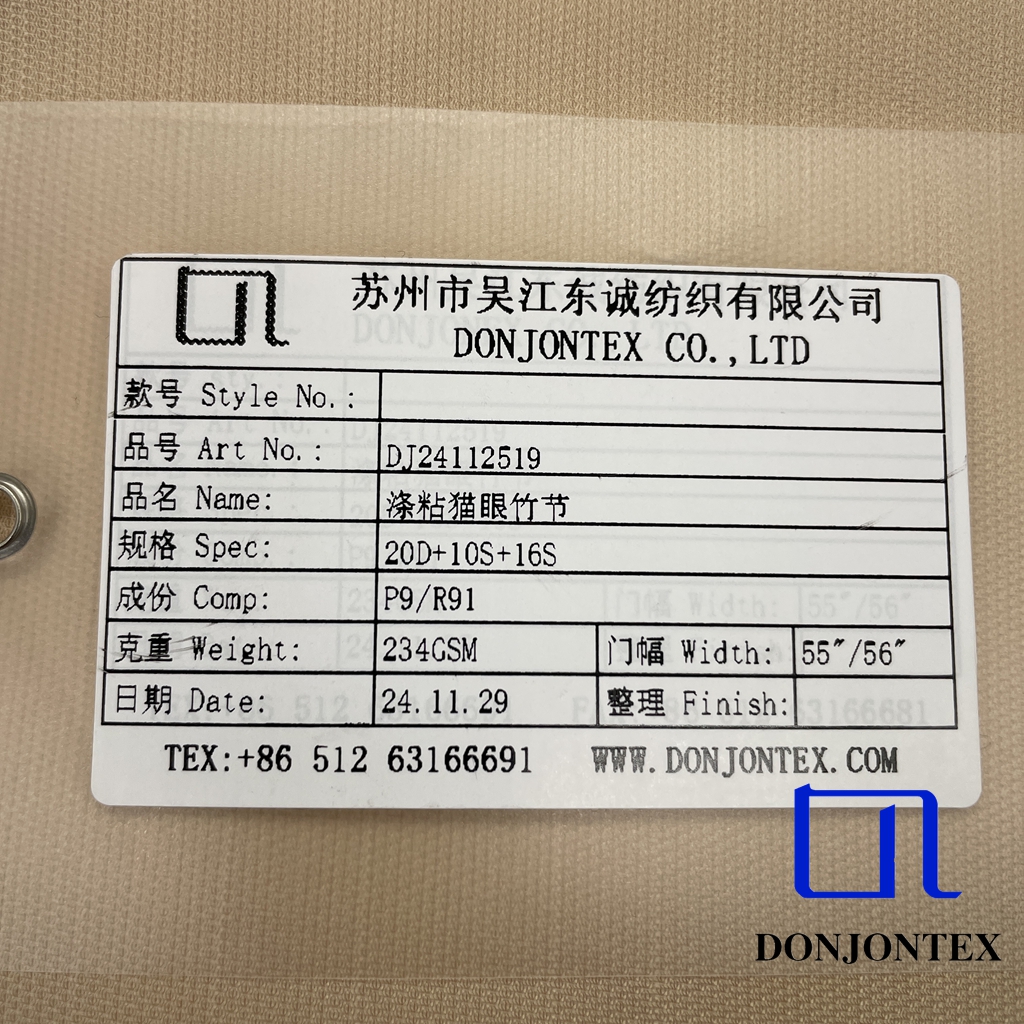 苏州市吴江东诚纺织有限公司
DONJONTEX CO.,LTD
款号 Style No.:
品号 Art No.: DJ24112519
品名 Name: 涤粘猫眼竹节
规格 Spec: 20D+10S+16S
成份 Comp: P9/R91
克重 Weight: 234GSM 门幅 Width: 55"/56"
日期 Date: 24.11.29 整理 Finish:
TEX:+86 512 63166691 WWW.DONJONTEX.COM
DONJONTEX